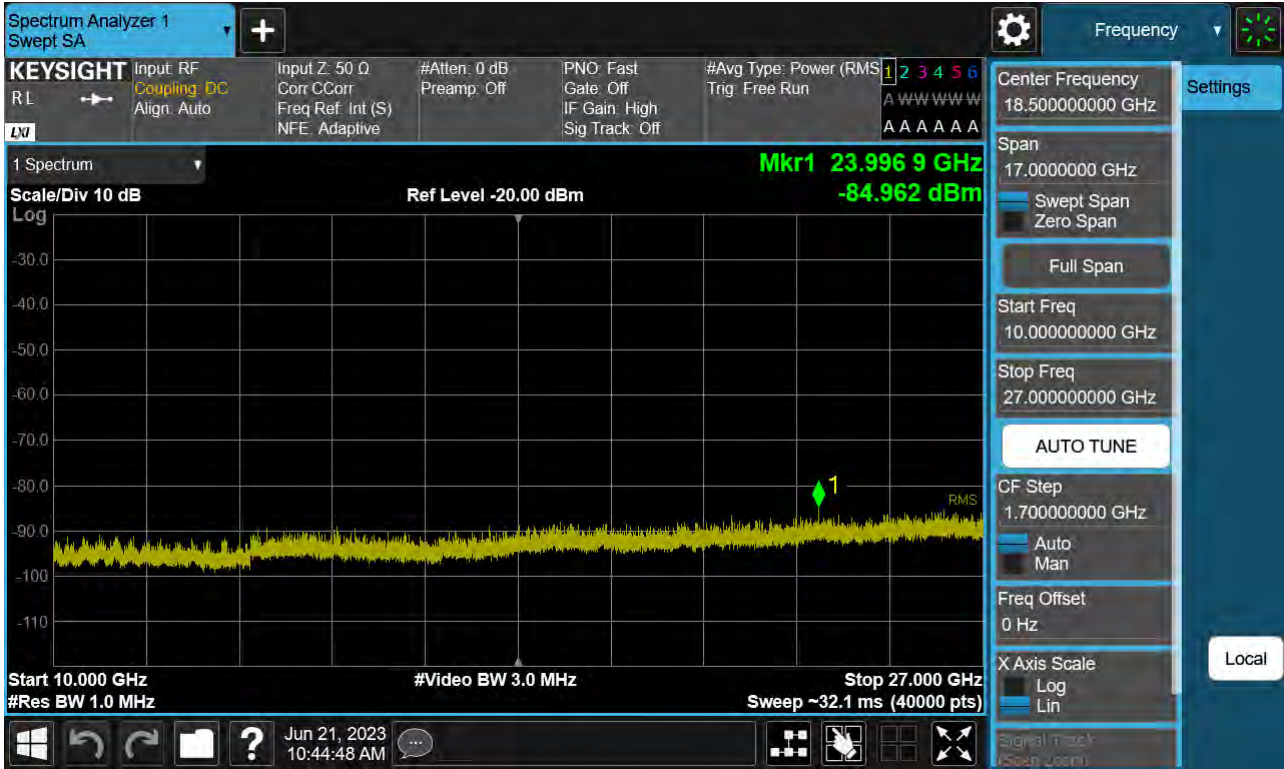 Spectrum Analyzer 1
Swept SA
Frequency
KEYSIGHT
RL
LXI
Input: RF
Coupling: DC
Align: Auto
Input Z: 50 Ω
Corr CCorr
Freq Ref: Int (S)
NFE: Adaptive
#Atten: 0 dB
Preamp: Off
PNO: Fast
Gate: Off
IF Gain: High
Sig Track: Off
#Avg Type: Power (RMS
Trig: Free Run
1 2 3 4 5 6
A W W W W W
A A A A A A
1 Spectrum
Mkr1 23.996 9 GHz
Scale/Div 10 dB
Ref Level -20.00 dBm
-84.962 dBm
Log
-30.0
-40.0
-50.0
-60.0
-70.0
-80.0
-90.0
-100
-110
1
RMS
Start 10.000 GHz
#Video BW 3.0 MHz
Stop 27.000 GHz
#Res BW 1.0 MHz
Sweep ~32.1 ms (40000 pts)
Center Frequency
18.500000000 GHz
Settings
Span
17.0000000 GHz
Swept Span
Zero Span
Full Span
Start Freq
10.000000000 GHz
Stop Freq
27.000000000 GHz
AUTO TUNE
CF Step
1.700000000 GHz
Auto
Man
Freq Offset
0 Hz
X Axis Scale
Log
Lin
Local
Signal Track
(Span Zoom)
?
Jun 21, 2023
10:44:48 AM